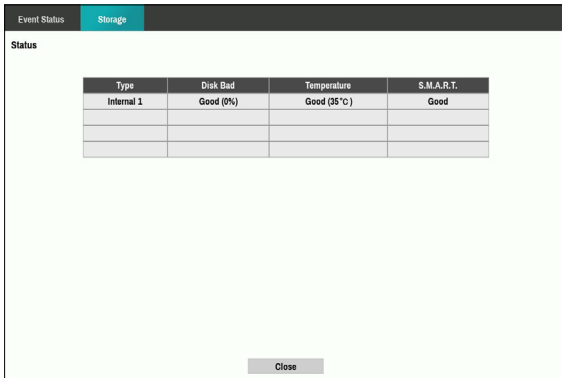 Event Status Storage
Status
Type Disk Bad Temperature S.M.A.R.T.
Internal 1 Good (0%) Good (35°C) Good
Close